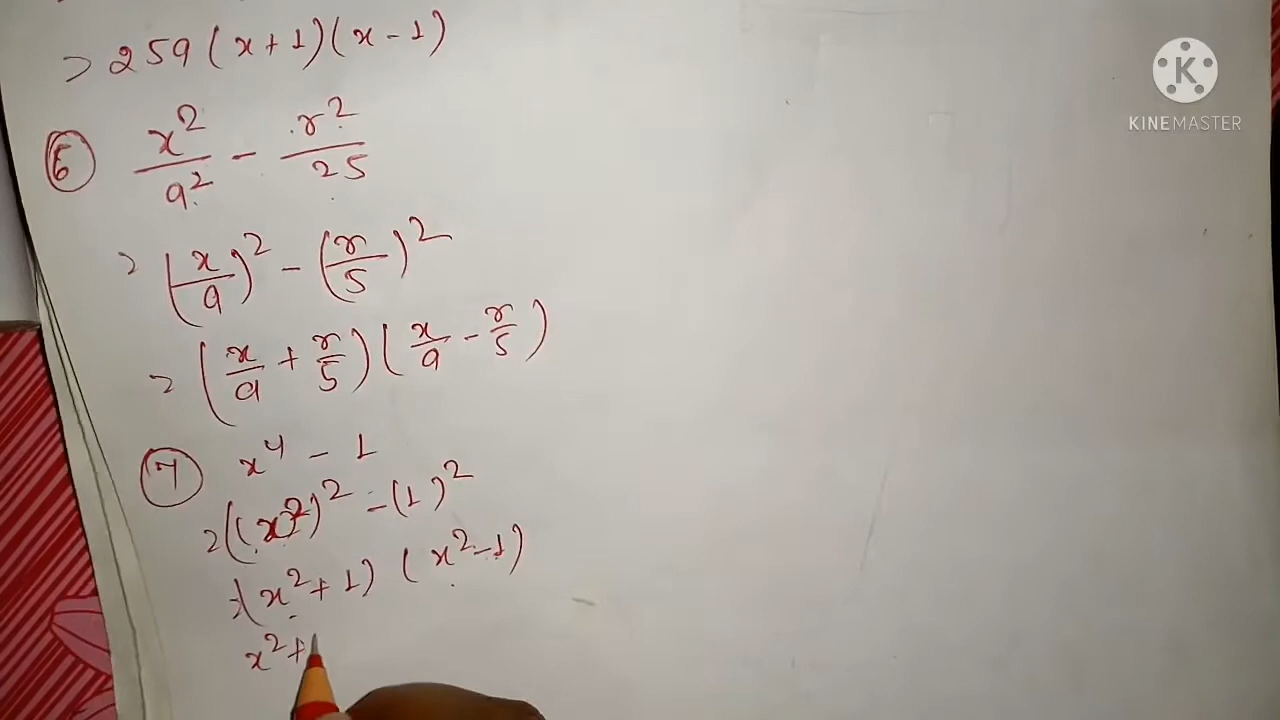 > 259 (x + 1)(x - 1)
K
KINEMASTER
⑥ x²/9² - r²/25
> (x/9)² - (r/5)²
> (x/9 + r/5)(x/9 - r/5)
⑦ x⁴ - 1
((x)²)² - (1)²
(x² + 1) (x² - 1)
x² +